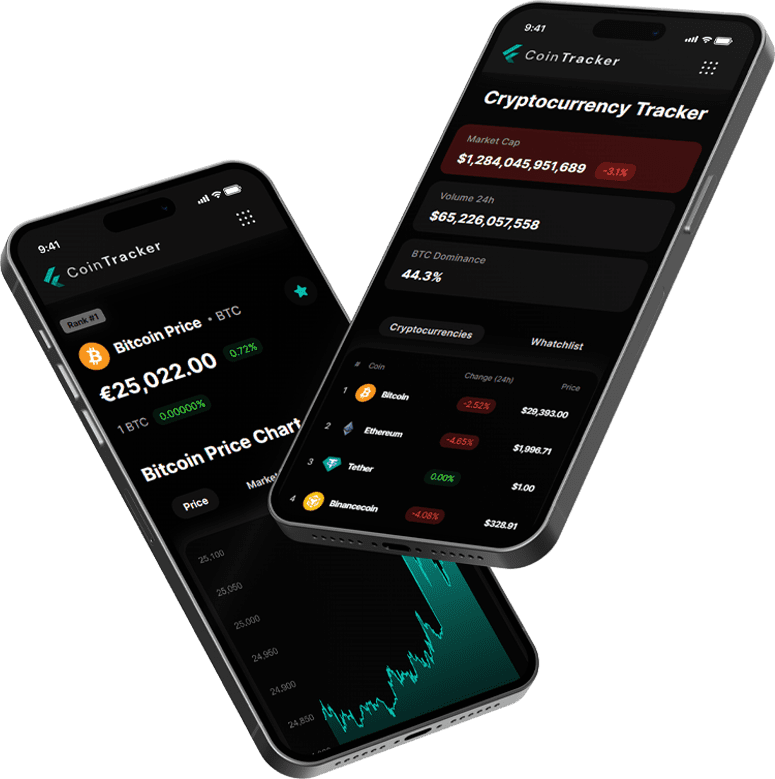 9:41
CoinTracker
Cryptocurrency Tracker
Market Cap
$1,284,045,951,689 -3.1%
Volume 24h
$65,226,057,558
BTC Dominance
44.3%
Cryptocurrencies Whatchlist
# Coin Change (24h) Price
1 Bitcoin -2.52% $29,393.00
2 Ethereum -4.65% $1,996.71
3 Tether 0.00% $1.00
4 Binancecoin -4.08% $328.91
9:41
CoinTracker
Rank #1
Bitcoin Price • BTC
€25,022.00 0.72%
1 BTC 0.00000%
Bitcoin Price Chart
Price Market
25,100
25,050
25,000
24,950
24,900
24,850